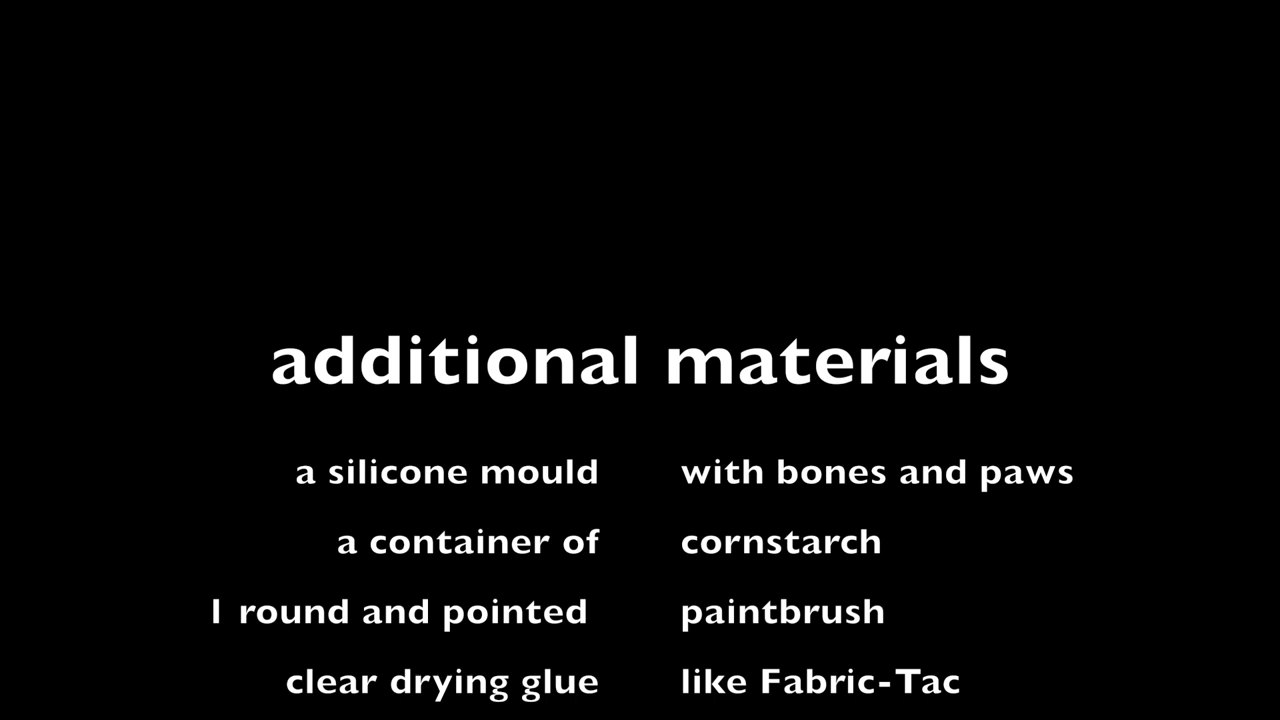 additional materials
a silicone mould with bones and paws
a container of cornstarch
1 round and pointed paintbrush
clear drying glue like Fabric-Tac